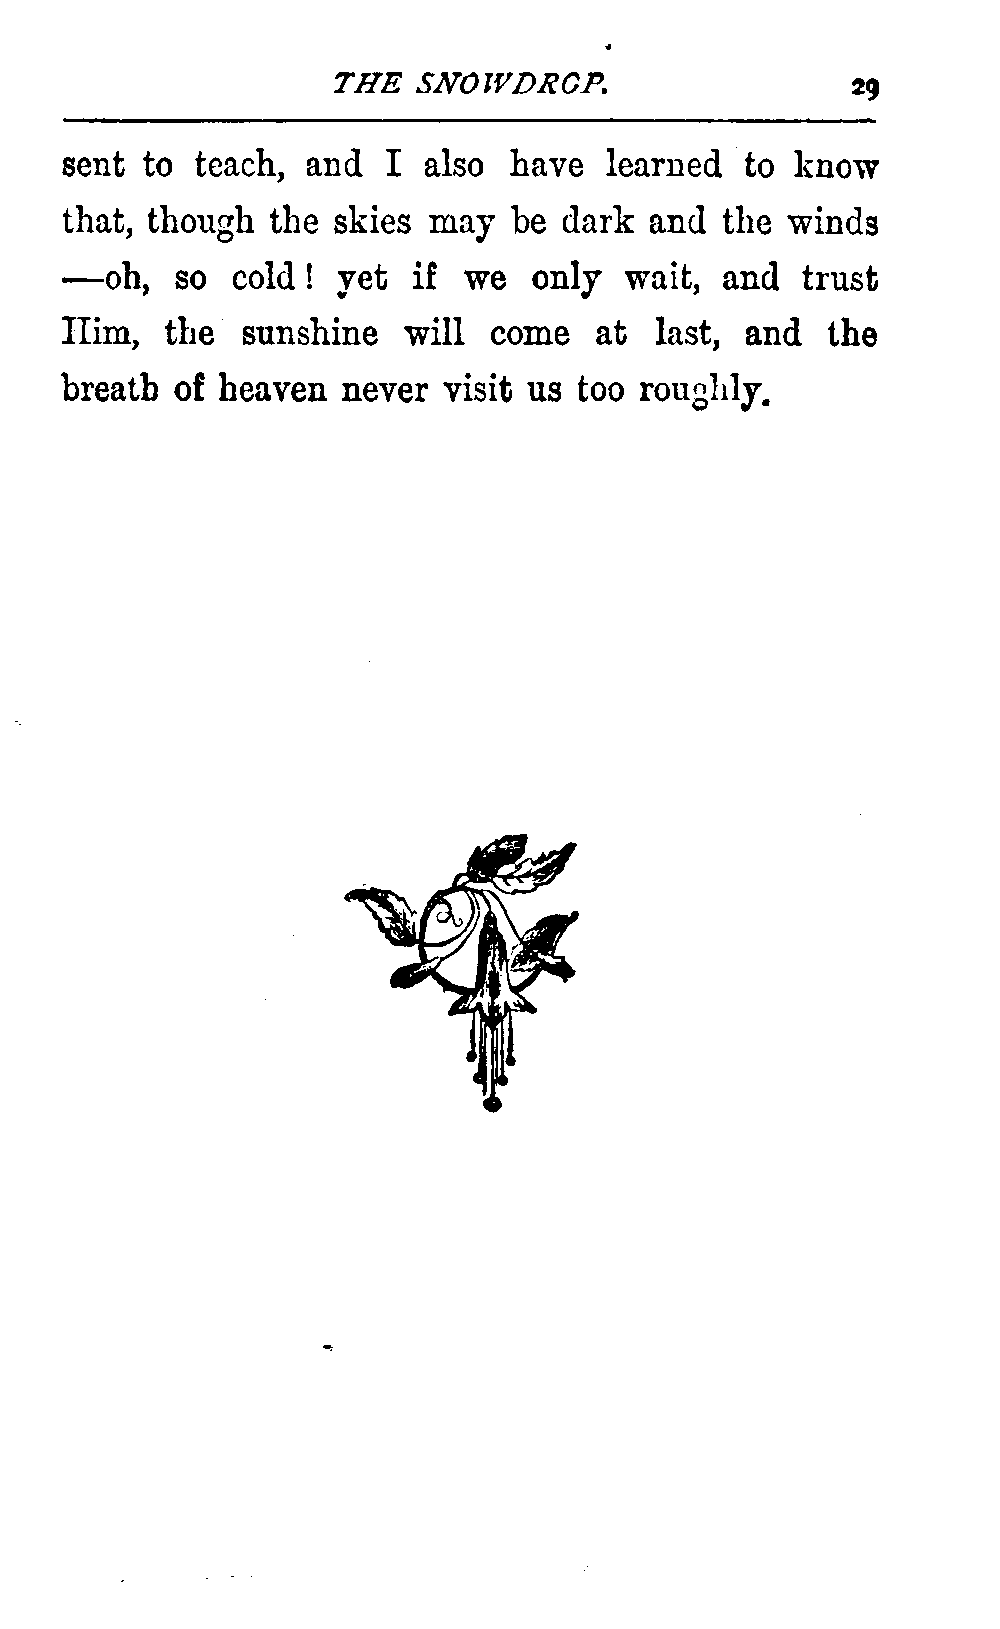 THE SNOWDROP. 29
sent to teach, and I also have learned to know
that, though the skies may be dark and the winds
—oh, so cold! yet if we only wait, and trust
Him, the sunshine will come at last, and the
breath of heaven never visit us too roughly.